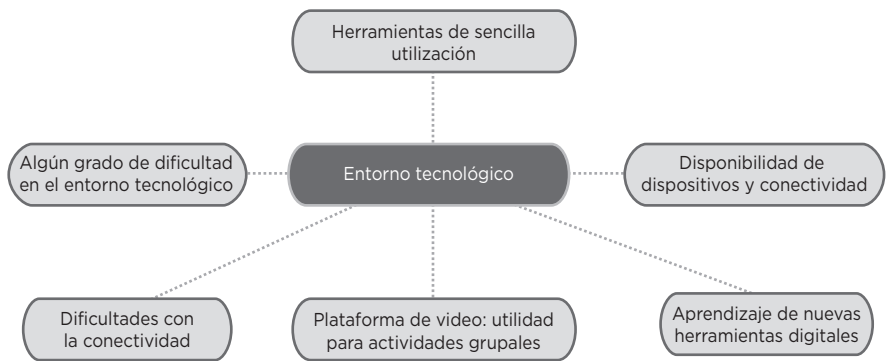 Herramientas de sencilla
utilización
Algún grado de dificultad
en el entorno tecnológico
Entorno tecnológico
Disponibilidad de
dispositivos y conectividad
Dificultades con
la conectividad
Plataforma de video: utilidad
para actividades grupales
Aprendizaje de nuevas
herramientas digitales